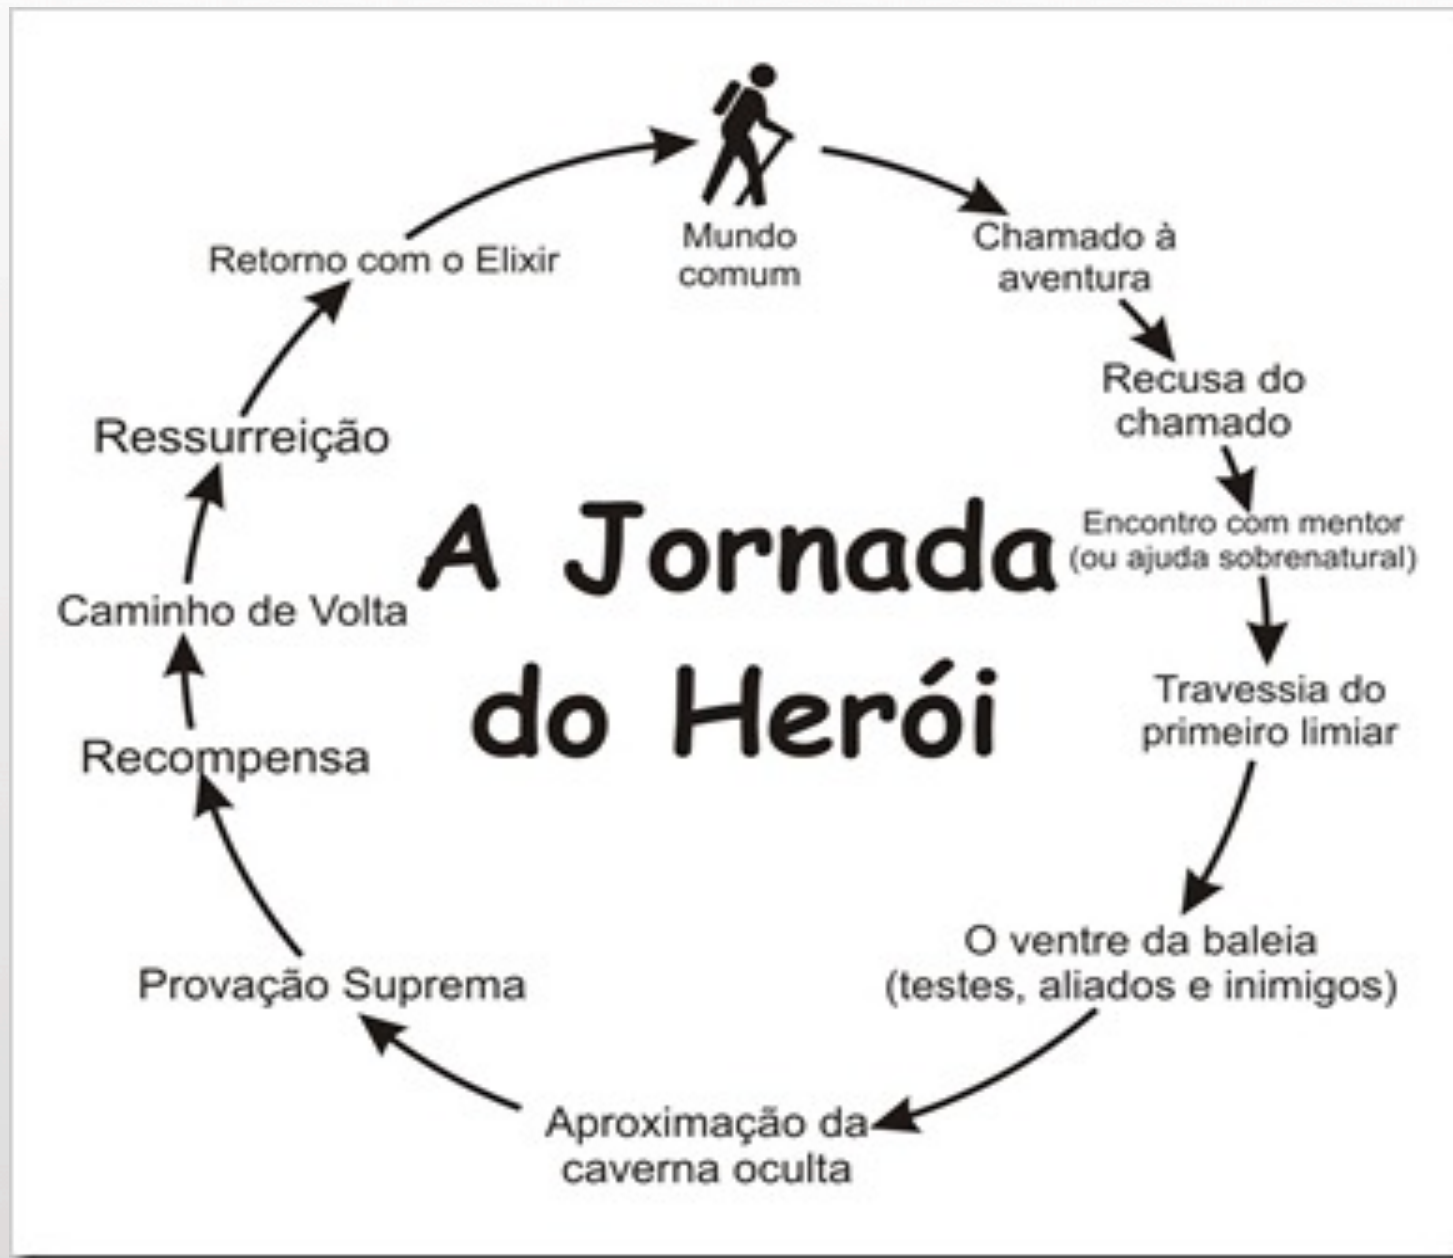 Mundo
comum
Chamado à
aventura
Recusa do
chamado
Encontro com mentor
(ou ajuda sobrenatural)
Travessia do
primeiro limiar
O ventre da baleia
(testes, aliados e inimigos)
Aproximação da
caverna oculta
Provação Suprema
Recompensa
Caminho de Volta
Ressurreição
Retorno com o Elixir
A Jornada
do Herói